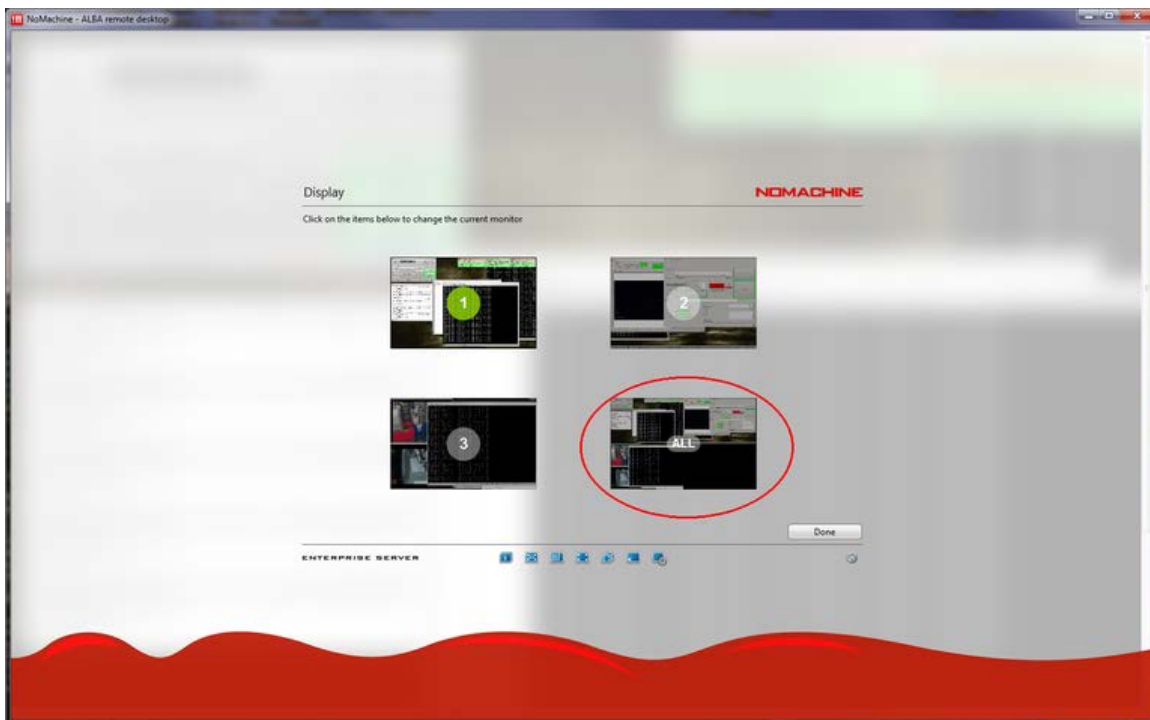 NoMachine - ALBA remote desktop
Display
NOMACHINE
Click on the items below to change the current monitor
1
2
3
ALL
Done
ENTERPRISE SERVER